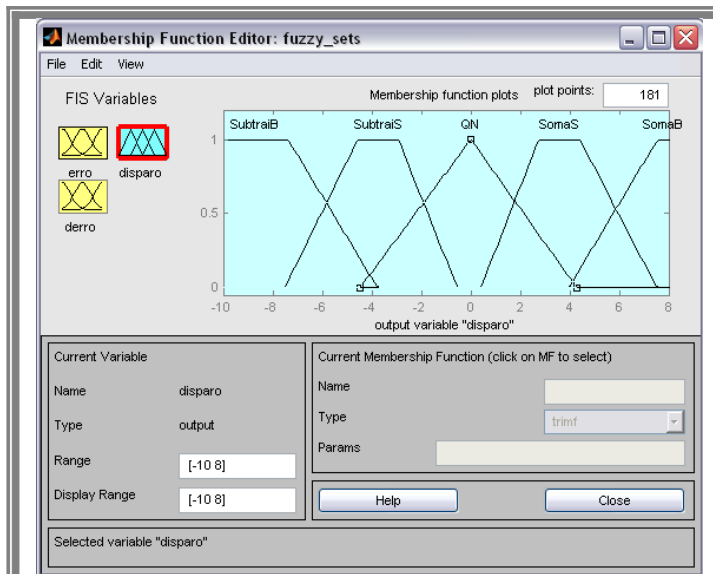 Membership Function Editor: fuzzy_sets
File Edit View
FIS Variables
Membership function plots plot points: 181
erro disparo
derro
SubtraiB SubtraiS QN SomaS SomaB
1
0.5
0
-10 -8 -6 -4 -2 0 2 4 6 8
output variable "disparo"
Current Variable
Name disparo
Type output
Range [-10 8]
Display Range [-10 8]
Current Membership Function (click on MF to select)
Name
Type trimf
Params
Help Close
Selected variable "disparo"